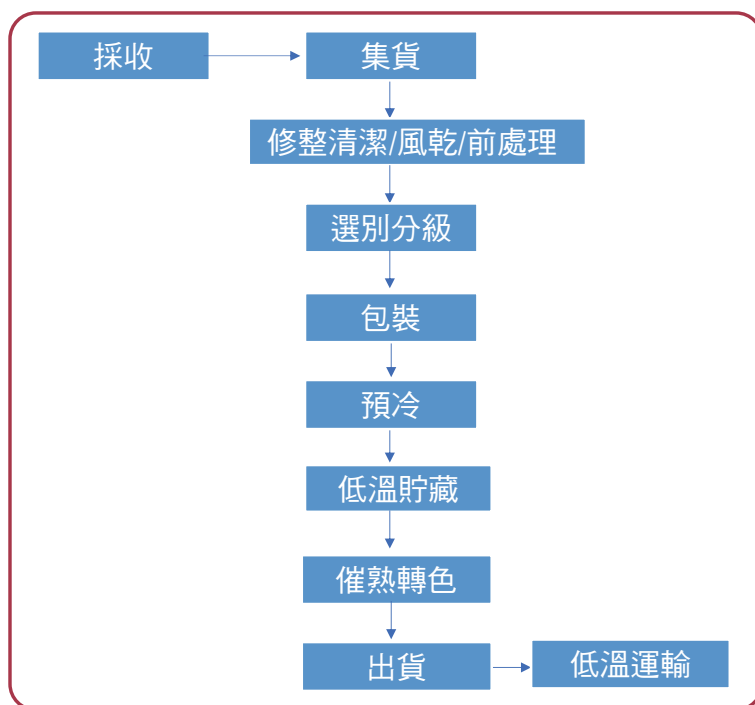 採收
集貨
修整清潔/風乾/前處理
選別分級
包裝
預冷
低溫貯藏
催熟轉色
出貨
低溫運輸